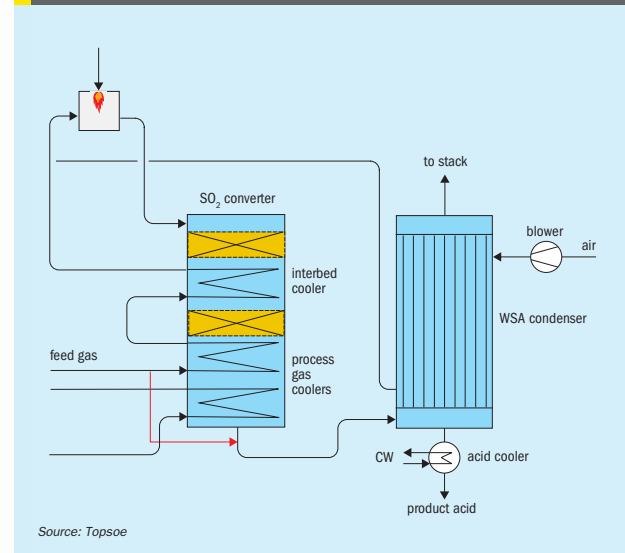 to stack
SO2 converter
blower
air
interbed
cooler
WSA condenser
feed gas
process
gas
coolers
CW
acid cooler
product acid
Source: Topsoe